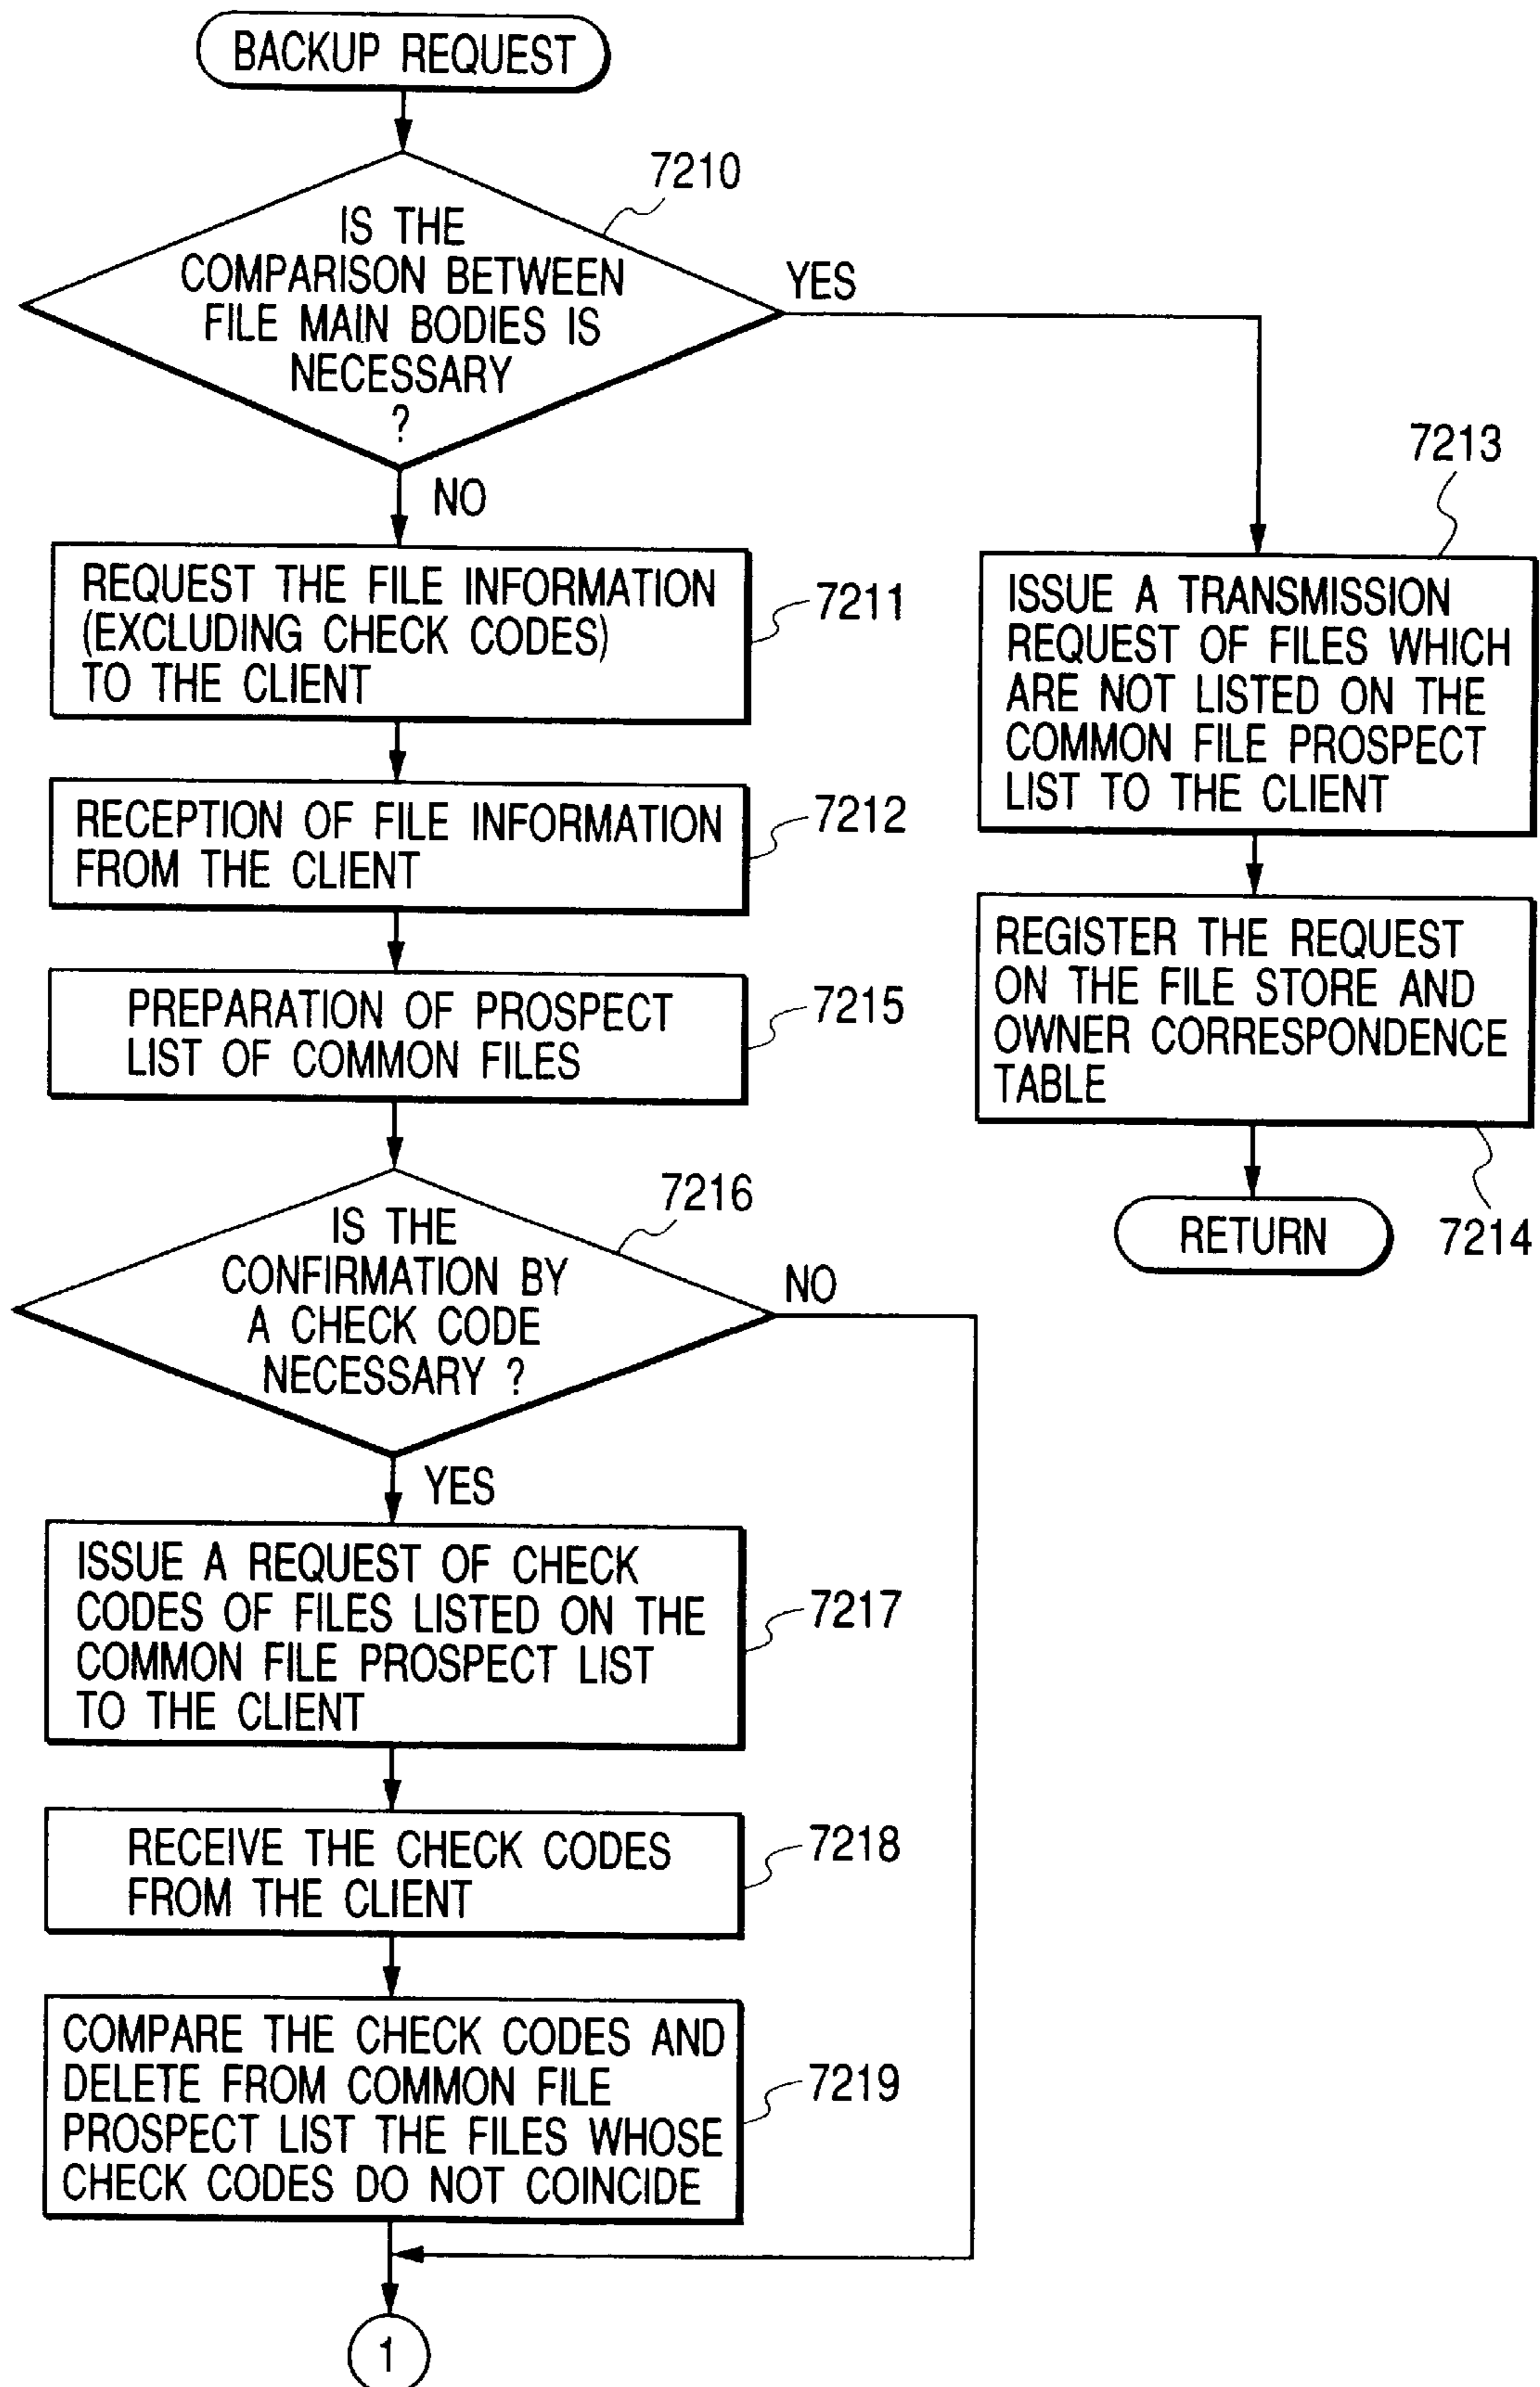 BACKUP REQUEST
7210
IS THE
COMPARISON BETWEEN
FILE MAIN BODIES IS
NECESSARY
?
YES
NO
REQUEST THE FILE INFORMATION
(EXCLUDING CHECK CODES)
TO THE CLIENT
7211
RECEPTION OF FILE INFORMATION
FROM THE CLIENT
7212
PREPARATION OF PROSPECT
LIST OF COMMON FILES
7215
7216
IS THE
CONFIRMATION BY
A CHECK CODE
NECESSARY ?
NO
YES
ISSUE A REQUEST OF CHECK
CODES OF FILES LISTED ON THE
COMMON FILE PROSPECT LIST
TO THE CLIENT
7217
RECEIVE THE CHECK CODES
FROM THE CLIENT
7218
COMPARE THE CHECK CODES AND
DELETE FROM COMMON FILE
PROSPECT LIST THE FILES WHOSE
CHECK CODES DO NOT COINCIDE
7219
1
7213
ISSUE A TRANSMISSION
REQUEST OF FILES WHICH
ARE NOT LISTED ON THE
COMMON FILE PROSPECT
LIST TO THE CLIENT
REGISTER THE REQUEST
ON THE FILE STORE AND
OWNER CORRESPONDENCE
TABLE
7214
RETURN